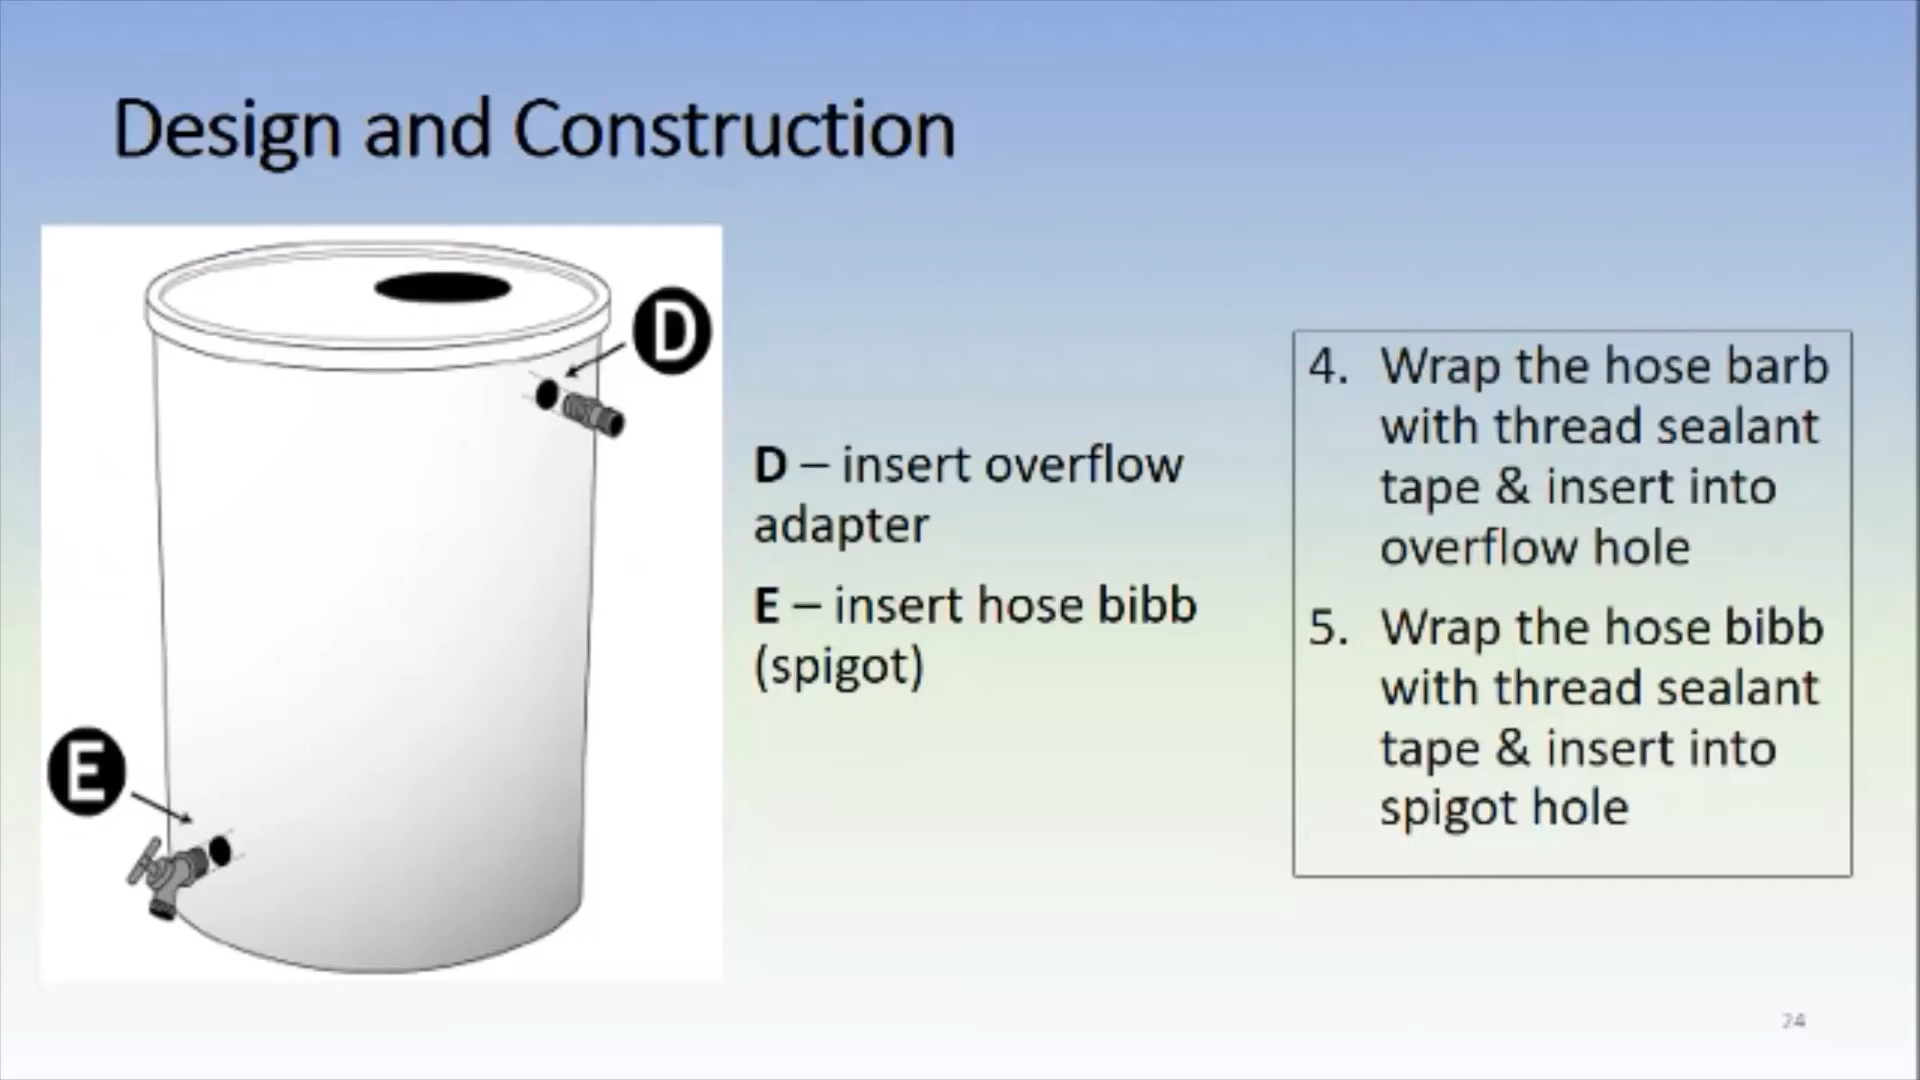 Design and Construction
D
E
D – insert overflow
adapter
E – insert hose bibb
(spigot)
4. Wrap the hose barb
with thread sealant
tape & insert into
overflow hole
5. Wrap the hose bibb
with thread sealant
tape & insert into
spigot hole
24